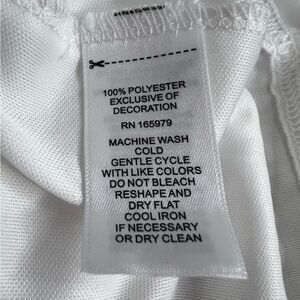 100% POLYESTER
EXCLUSIVE OF
DECORATION
RN 165979
MACHINE WASH
COLD
GENTLE CYCLE
WITH LIKE COLORS
DO NOT BLEACH
RESHAPE AND
DRY FLAT
COOL IRON
IF NECESSARY
OR DRY CLEAN